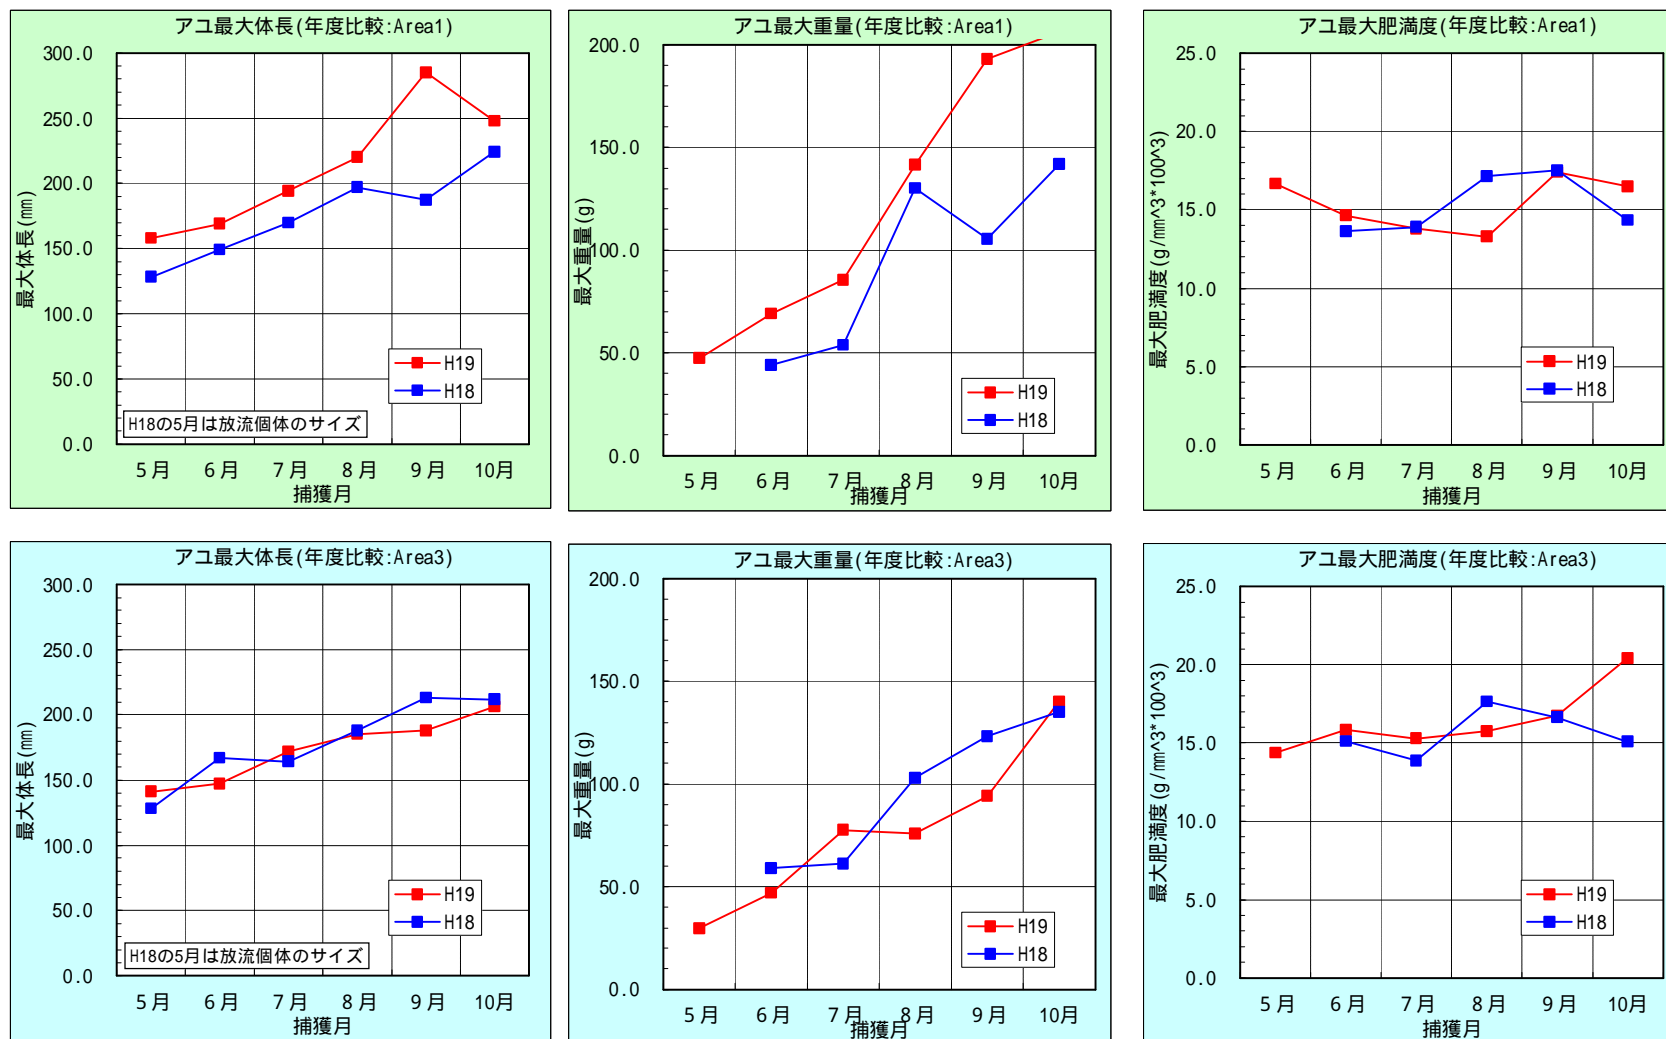 アユ最大体長(年度比較:Area1)
300.0
250.0
200.0
150.0
100.0
50.0
0.0
最大体長(㎜)
H19
H18
H18の5月は放流個体のサイズ
5月 6月 7月 8月 9月 10月
捕獲月
アユ最大重量(年度比較:Area1)
200.0
150.0
100.0
50.0
0.0
最大重量(g)
H19
H18
5月 6月 7月 8月 9月 10月
捕獲月
アユ最大肥満度(年度比較:Area1)
25.0
20.0
15.0
10.0
5.0
0.0
最大肥満度(g/㎜^3*100^3)
H19
H18
5月 6月 7月 8月 9月 10月
捕獲月
アユ最大体長(年度比較:Area3)
300.0
250.0
200.0
150.0
100.0
50.0
0.0
最大体長(㎜)
H19
H18
H18の5月は放流個体のサイズ
5月 6月 7月 8月 9月 10月
捕獲月
アユ最大重量(年度比較:Area3)
200.0
150.0
100.0
50.0
0.0
最大重量(g)
H19
H18
5月 6月 7月 8月 9月 10月
捕獲月
アユ最大肥満度(年度比較:Area3)
25.0
20.0
15.0
10.0
5.0
0.0
最大肥満度(g/㎜^3*100^3)
H19
H18
5月 6月 7月 8月 9月 10月
捕獲月